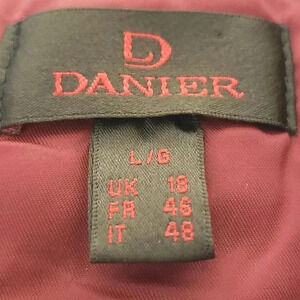 D
DANIER
L/G
UK 18
FR 46
IT 48